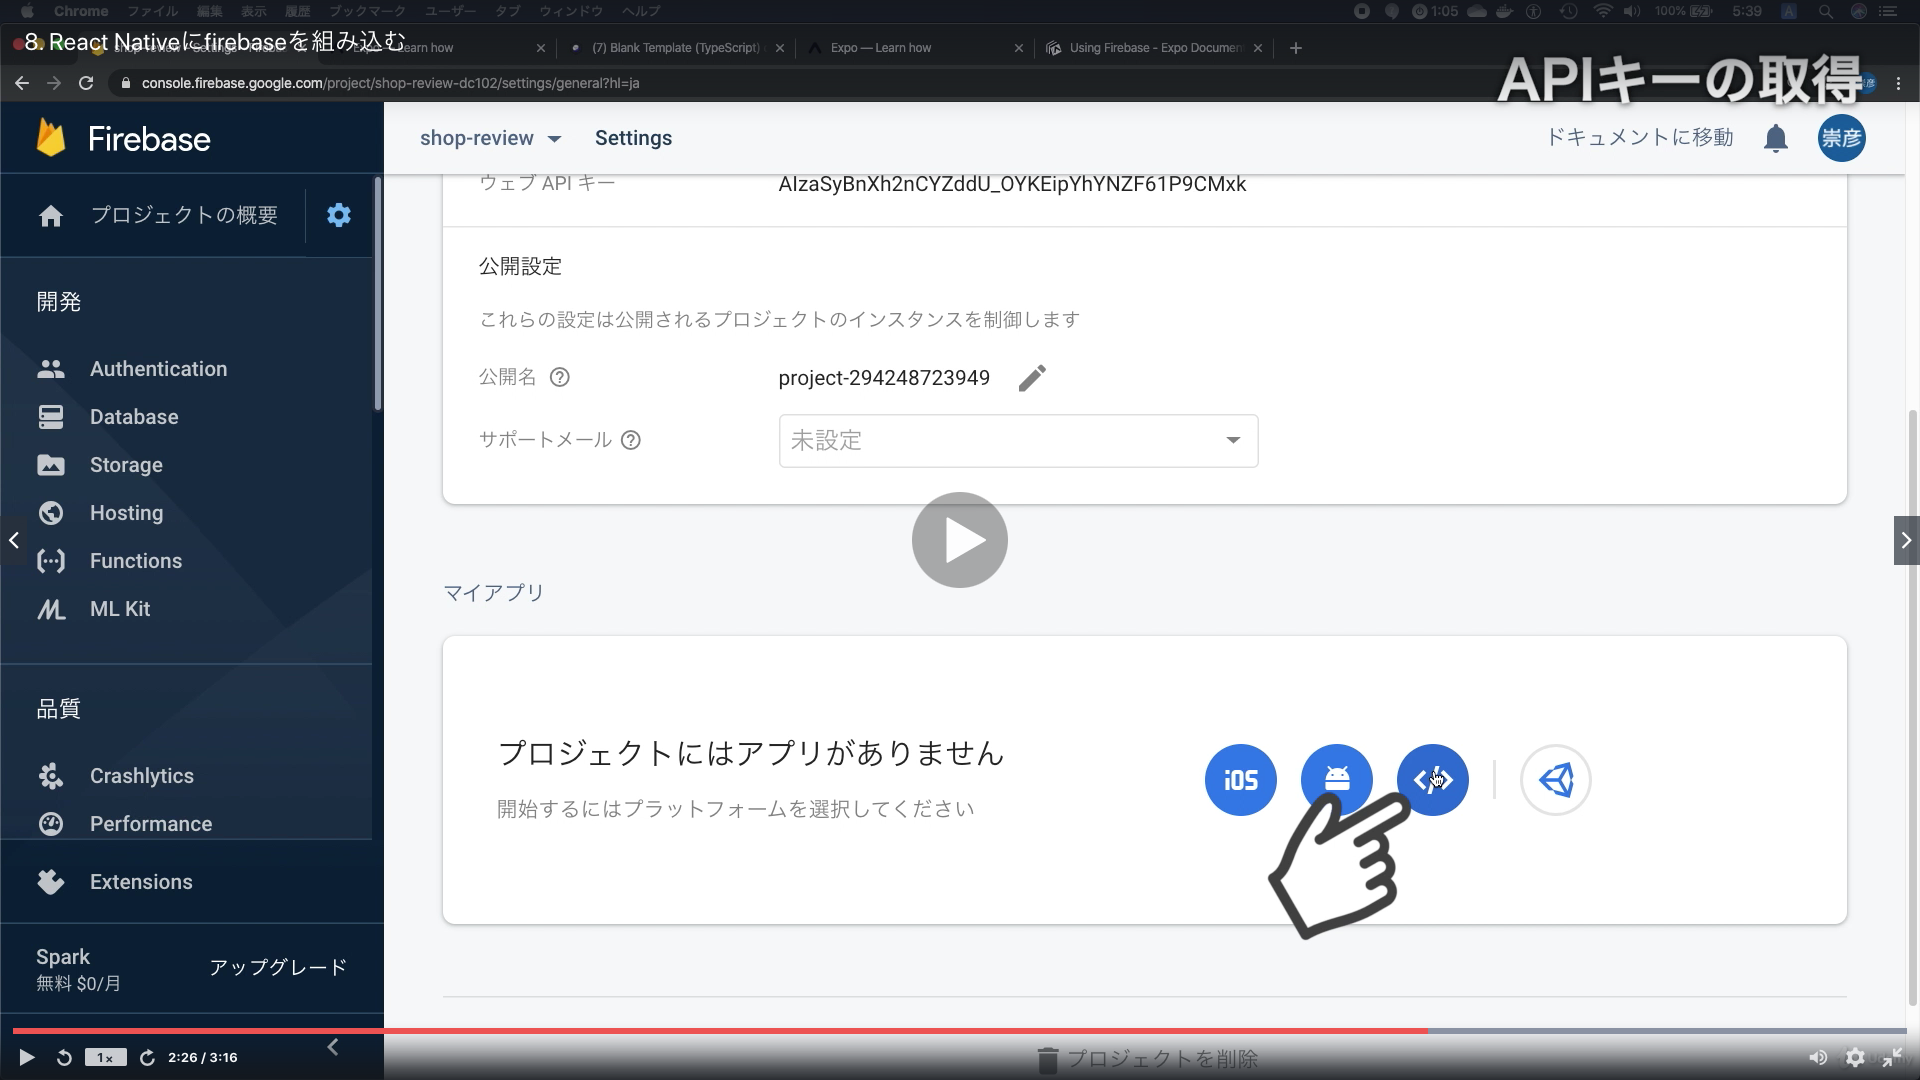 Chrome ファイル 編集 表示 履歴 ブックマーク ユーザー タブ ウィンドウ ヘルプ 1:05 100% 5:39 A
8. React Nativeにfirebaseを組み込む
Learn how
(7) Blank Template (TypeScript)
Expo — Learn how
Using Firebase - Expo Documen
console.firebase.google.com/project/shop-review-dc102/settings/general?hl=ja
APIキーの取得
Firebase
shop-review
Settings
ドキュメントに移動
崇彦
プロジェクトの概要
ウェブ API キー
AIzaSyBnXh2nCYZddU_OYKEipYhYNZF61P9CMxk
公開設定
これらの設定は公開されるプロジェクトのインスタンスを制御します
公開名
project-294248723949
サポートメール
未設定
開発
Authentication
Database
Storage
Hosting
Functions
ML Kit
品質
Crashlytics
Performance
Extensions
Spark
無料 $0/月
アップグレード
マイアプリ
プロジェクトにはアプリがありません
開始するにはプラットフォームを選択してください
iOS
プロジェクトを削除
1x
2:26 / 3:16